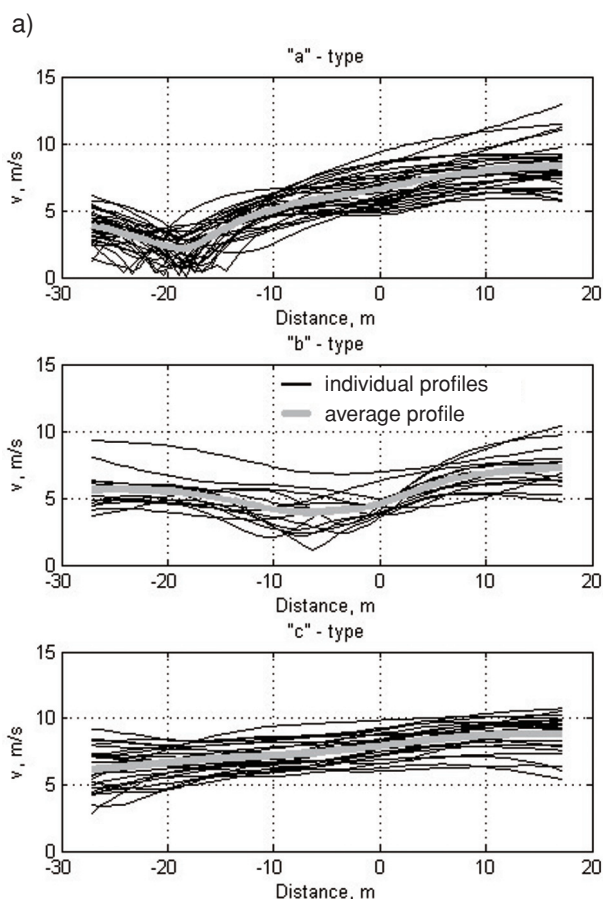 a)
"a" - type
15
10
5
0
v, m/s
-30 -20 -10 0 10 20
Distance, m
"b" - type
15
10
5
0
v, m/s
individual profiles
average profile
-30 -20 -10 0 10 20
Distance, m
"c" - type
15
10
5
0
v, m/s
-30 -20 -10 0 10 20
Distance, m